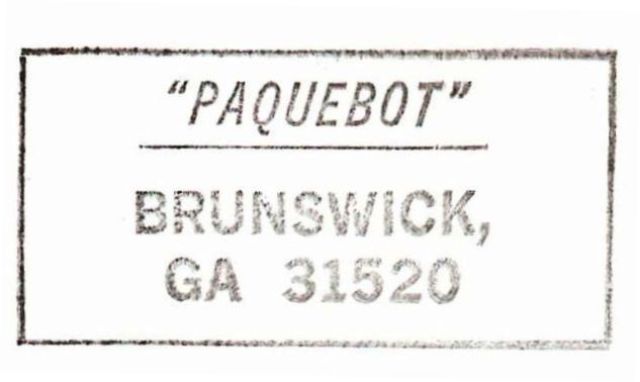 "PAQUEBOT"
BRUNSWICK,
GA 31520